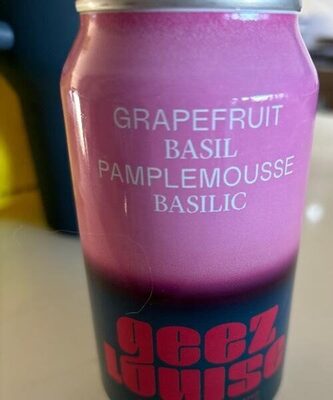 GRAPEFRUIT
BASIL
PAMPLEMOUSSE
BASILIC
geez
Louise